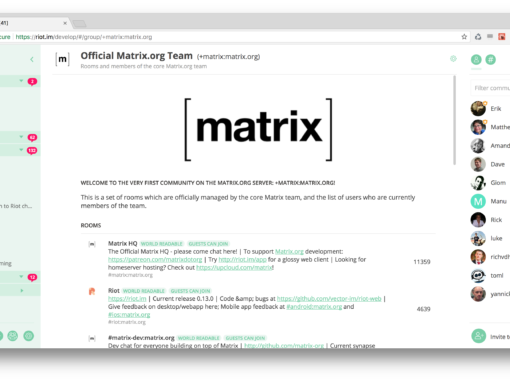 41]
cure https://riot.im/develop/#/group/+matrix:matrix.org
[m] Official Matrix.org Team (+matrix:matrix.org)
Rooms and members of the core Matrix.org team
Filter commu
3
62
132
n to Riot ch...
ming
12
[matrix]
WELCOME TO THE VERY FIRST COMMUNITY ON THE MATRIX.ORG SERVER: +MATRIX:MATRIX.ORG!
This is a set of rooms which are officially managed by the core Matrix team, and the list of users who are currently
members of the team.
ROOMS
[m] Matrix HQ WORLD READABLE GUESTS CAN JOIN
The Official Matrix HQ - please come chat here! | To support Matrix.org development:
https://patreon.com/matrixdotorg | Try http://riot.im/app for a glossy web client | Looking for
homeserver hosting? Check out https://upcloud.com/matrix!
#matrix:matrix.org
11359
Riot WORLD READABLE GUESTS CAN JOIN
https://riot.im | Current release 0.13.0 | Code &amp; bugs at https://github.com/vector-im/riot-web |
Give feedback on desktop/webapp here; Mobile app feedback at #android:matrix.org and
#ios:matrix.org
#riot:matrix.org
4639
[m] #matrix-dev:matrix.org WORLD READABLE GUESTS CAN JOIN
Dev chat for everyone building on top of Matrix | http://github.com/matrix-org | Current synapse
Erik
Matthe
Amand
Dave
Glom
M Manu
Rick
luke
richvdh
toml
yannick
Invite to